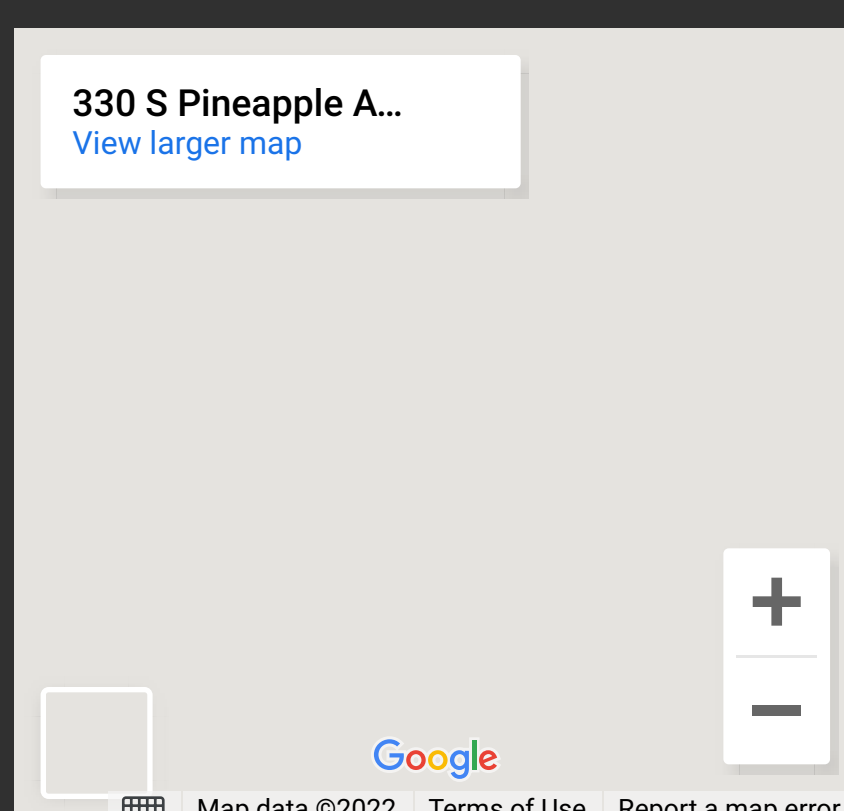 330 S Pineapple A...
View larger map
Google
Map data ©2022 Terms of Use Report a map error